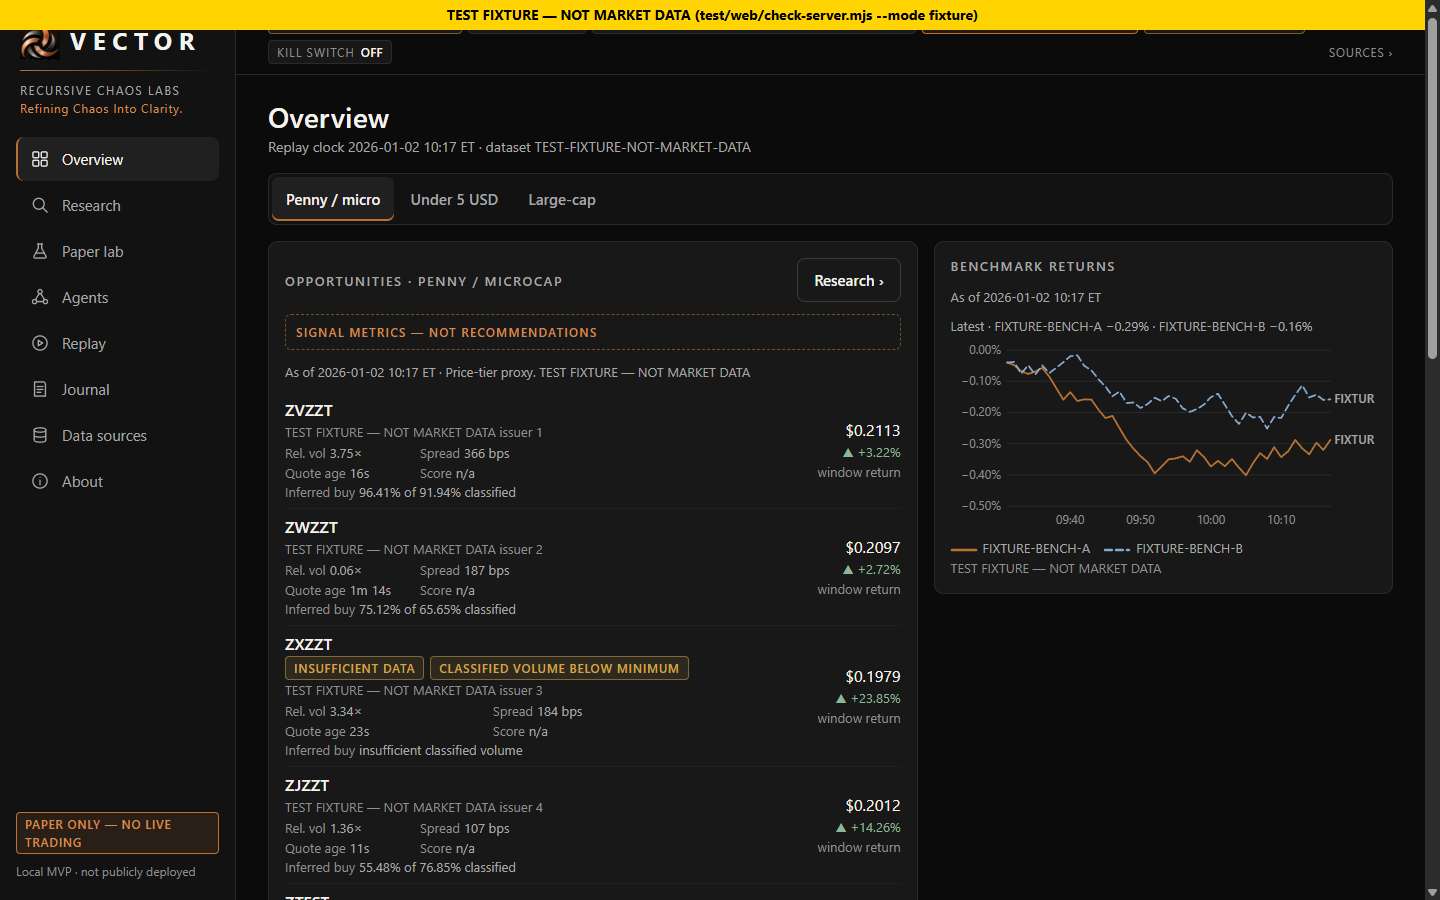 TEST FIXTURE — NOT MARKET DATA (test/web/check-server.mjs --mode fixture)
VECTOR
RECURSIVE CHAOS LABS
Refining Chaos Into Clarity.
Overview
Research
Paper lab
Agents
Replay
Journal
Data sources
About
PAPER ONLY — NO LIVE
TRADING
Local MVP · not publicly deployed
KILL SWITCH OFF
SOURCES ›
Overview
Replay clock 2026-01-02 10:17 ET · dataset TEST-FIXTURE-NOT-MARKET-DATA
Penny / micro Under 5 USD Large-cap
OPPORTUNITIES · PENNY / MICROCAP
Research ›
SIGNAL METRICS — NOT RECOMMENDATIONS
As of 2026-01-02 10:17 ET · Price-tier proxy. TEST FIXTURE — NOT MARKET DATA
ZVZZT
TEST FIXTURE — NOT MARKET DATA issuer 1
Rel. vol 3.75× Spread 366 bps
Quote age 16s Score n/a
Inferred buy 96.41% of 91.94% classified
$0.2113
▲ +3.22%
window return
ZWZZT
TEST FIXTURE — NOT MARKET DATA issuer 2
Rel. vol 0.06× Spread 187 bps
Quote age 1m 14s Score n/a
Inferred buy 75.12% of 65.65% classified
$0.2097
▲ +2.72%
window return
ZXZZT
INSUFFICIENT DATA CLASSIFIED VOLUME BELOW MINIMUM
TEST FIXTURE — NOT MARKET DATA issuer 3
Rel. vol 3.34× Spread 184 bps
Quote age 23s Score n/a
Inferred buy insufficient classified volume
$0.1979
▲ +23.85%
window return
ZJZZT
TEST FIXTURE — NOT MARKET DATA issuer 4
Rel. vol 1.36× Spread 107 bps
Quote age 11s Score n/a
Inferred buy 55.48% of 76.85% classified
$0.2012
▲ +14.26%
window return
BENCHMARK RETURNS
As of 2026-01-02 10:17 ET
Latest · FIXTURE-BENCH-A −0.29% · FIXTURE-BENCH-B −0.16%
0.00%
−0.10%
−0.20%
−0.30%
−0.40%
−0.50%
FIXTUR
FIXTUR
09:40 09:50 10:00 10:10
FIXTURE-BENCH-A FIXTURE-BENCH-B
TEST FIXTURE — NOT MARKET DATA